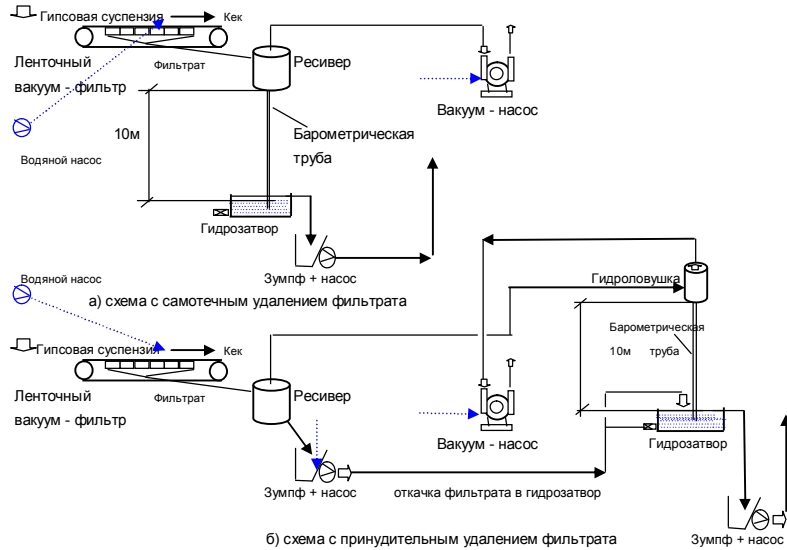 Гипсовая суспензия
Кек
Ленточный
вакуум - фильтр
Фильтрат
Ресивер
Вакуум - насос
10м
Барометрическая
труба
Водяной насос
Гидрозатвор
Зумпф + насос
а) схема с самотечным удалением фильтрата
Водяной насос
Гидроловушка
Гипсовая суспензия
Кек
Барометрическая
10м труба
Ленточный
вакуум - фильтр
Фильтрат
Ресивер
Вакуум - насос
Гидрозатвор
Зумпф + насос
откачка фильтрата в гидрозатвор
Зумпф + насос
б) схема с принудительным удалением фильтрата